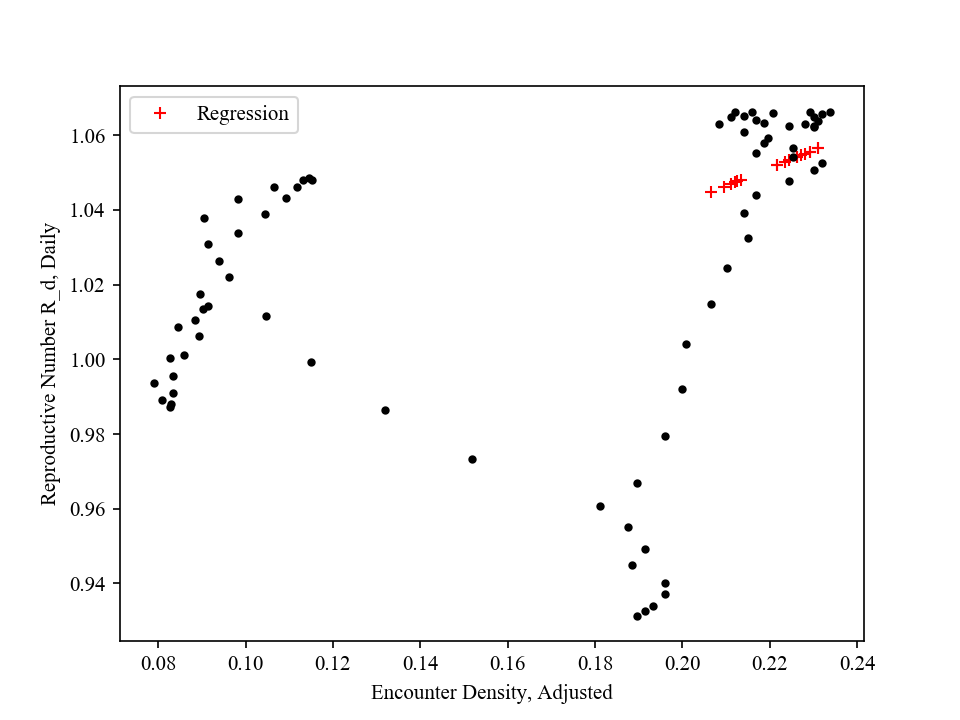 Regression
1.06
1.04
1.02
1.00
0.98
0.96
0.94
Reproductive Number R_d, Daily
0.08 0.10 0.12 0.14 0.16 0.18 0.20 0.22 0.24
Encounter Density, Adjusted